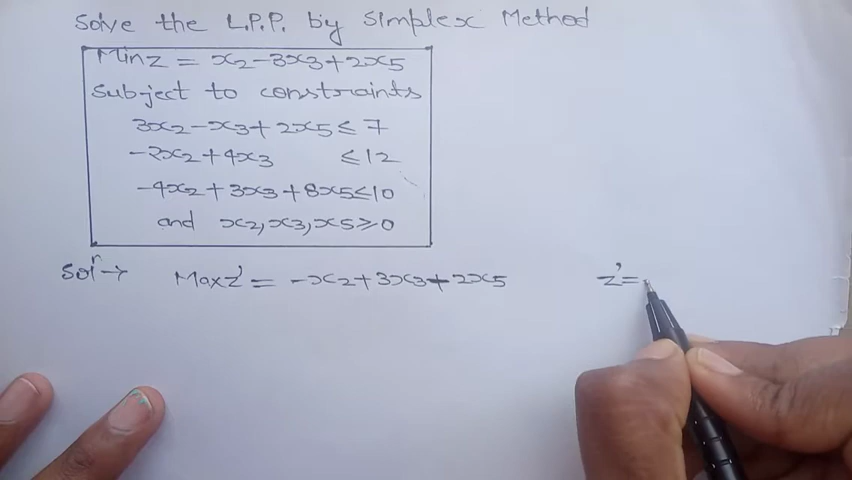 Solve the L.P.P. by Simplex Method
Min z = x2 - 3x3 + 2x5
Subject to constraints
3x2 - x3 + 2x5 ≤ 7
-2x2 + 4x3 ≤ 12
-4x2 + 3x3 + 8x5 ≤ 10
and x2, x3, x5 ≥ 0
Solⁿ → Max z' = -x2 + 3x3 - 2x5 z' =